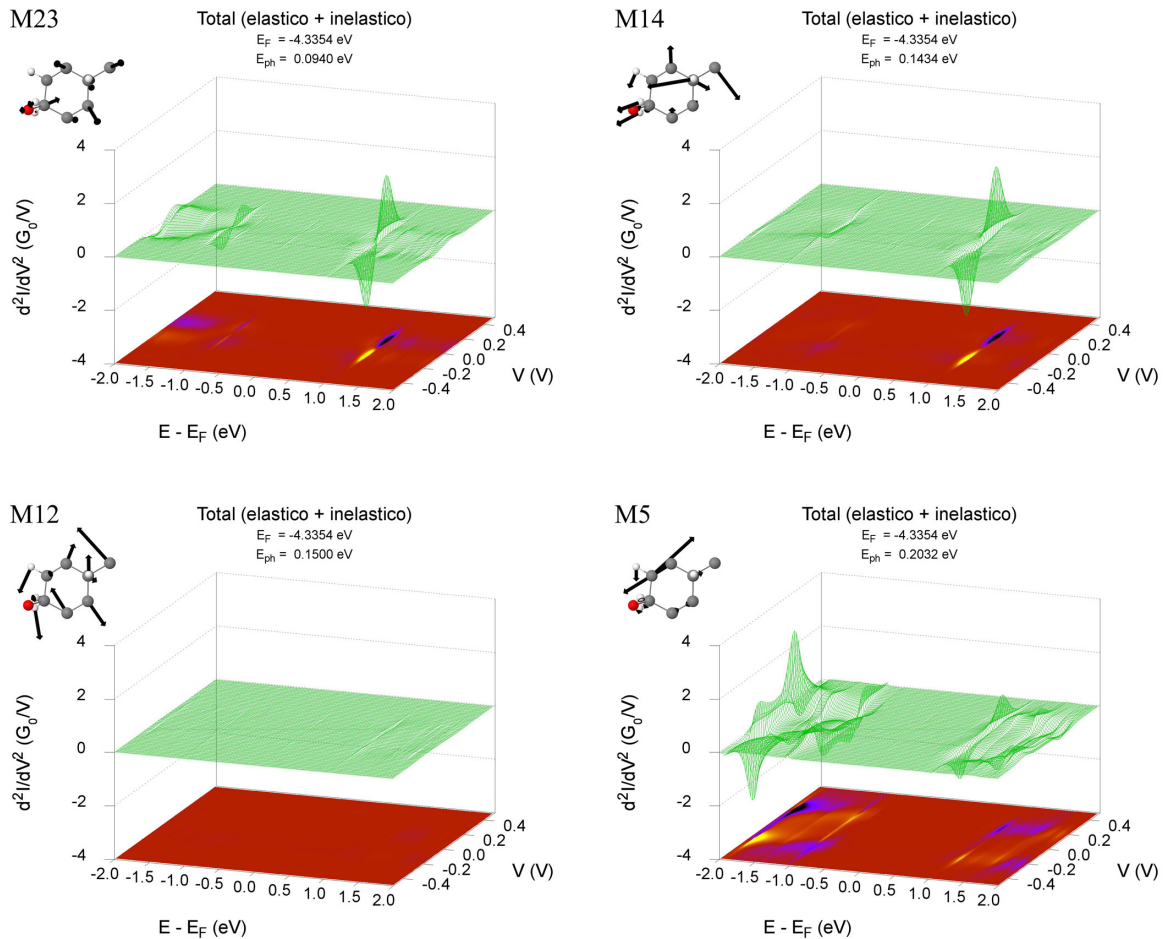 M23
Total (elastico + inelastico)
E_F = -4.3354 eV
E_ph = 0.0940 eV
d²I/dV² (G₀/V)
4
2
0
-2
-4
-2.0 -1.5 -1.0 -0.5 0.0 0.5 1.0 1.5 2.0
E - E_F (eV)
-0.4 -0.2 0.0 0.2 0.4
V (V)
M14
Total (elastico + inelastico)
E_F = -4.3354 eV
E_ph = 0.1434 eV
d²I/dV² (G₀/V)
4
2
0
-2
-4
-2.0 -1.5 -1.0 -0.5 0.0 0.5 1.0 1.5 2.0
E - E_F (eV)
-0.4 -0.2 0.0 0.2 0.4
V (V)
M12
Total (elastico + inelastico)
E_F = -4.3354 eV
E_ph = 0.1500 eV
d²I/dV² (G₀/V)
4
2
0
-2
-4
-2.0 -1.5 -1.0 -0.5 0.0 0.5 1.0 1.5 2.0
E - E_F (eV)
-0.4 -0.2 0.0 0.2 0.4
V (V)
M5
Total (elastico + inelastico)
E_F = -4.3354 eV
E_ph = 0.2032 eV
d²I/dV² (G₀/V)
4
2
0
-2
-4
-2.0 -1.5 -1.0 -0.5 0.0 0.5 1.0 1.5 2.0
E - E_F (eV)
-0.4 -0.2 0.0 0.2 0.4
V (V)